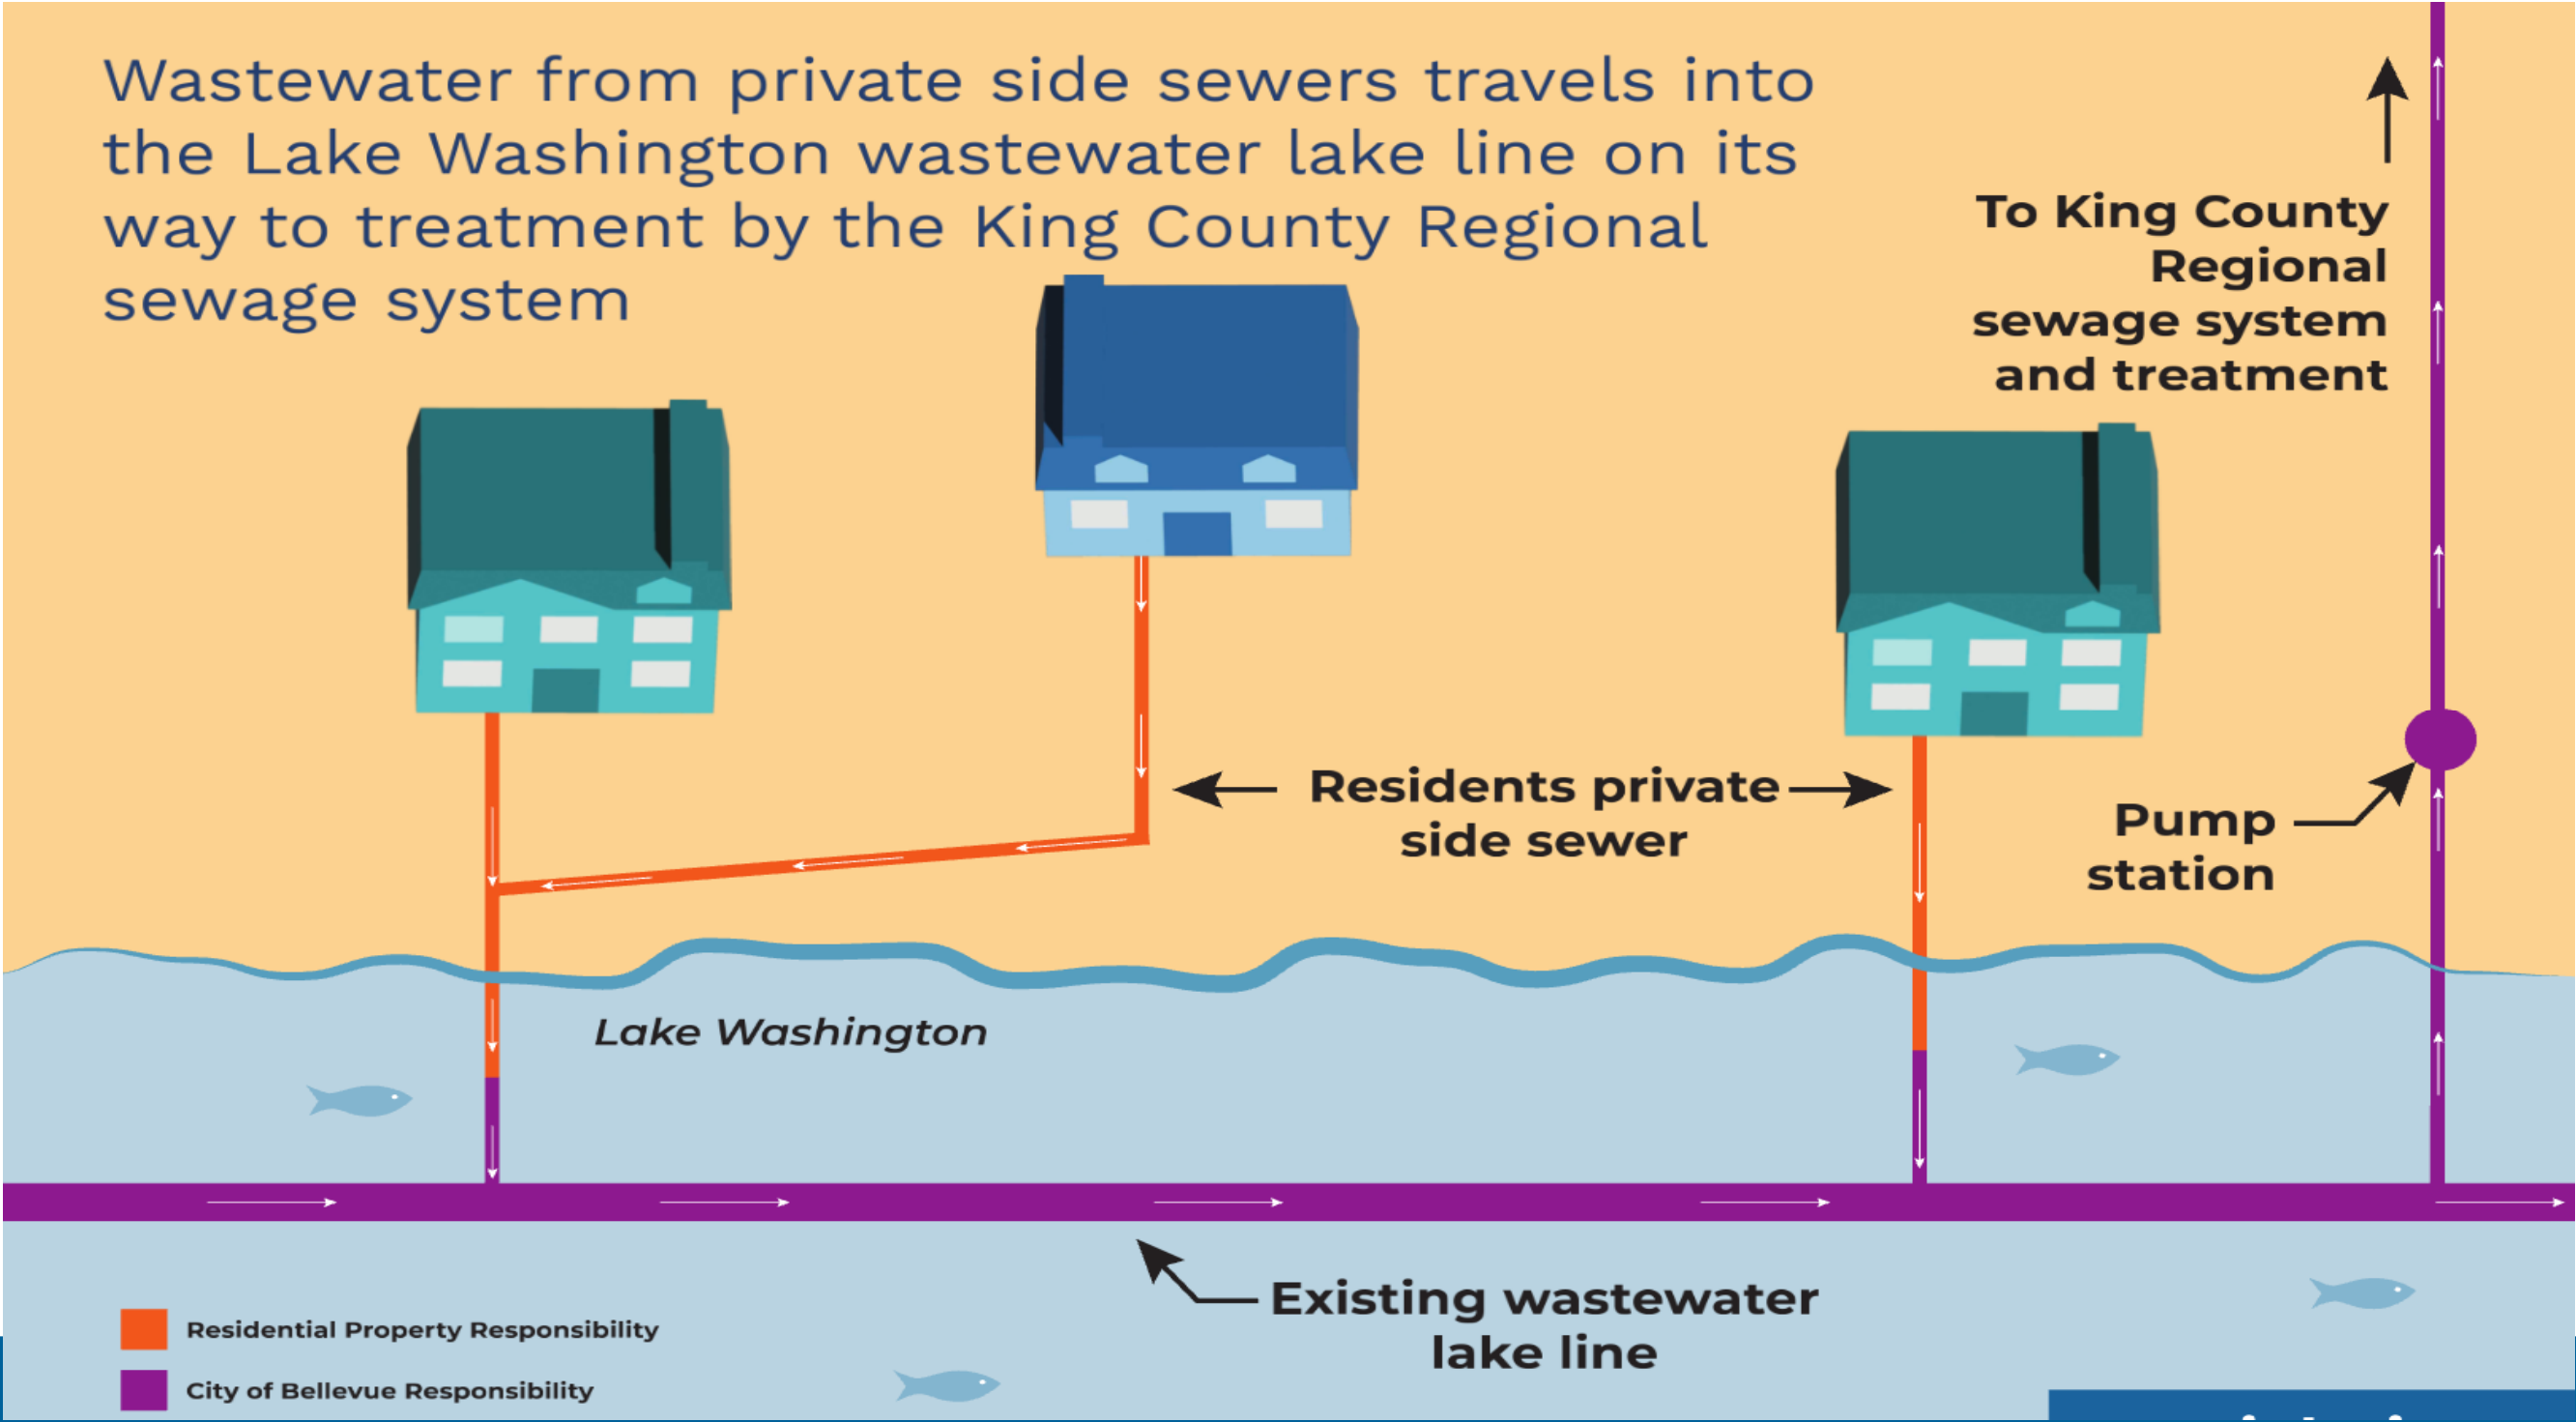 Wastewater from private side sewers travels into
the Lake Washington wastewater lake line on its
way to treatment by the King County Regional
sewage system
To King County
Regional
sewage system
and treatment
Residents private
side sewer
Pump
station
Lake Washington
Existing wastewater
lake line
Residential Property Responsibility
City of Bellevue Responsibility